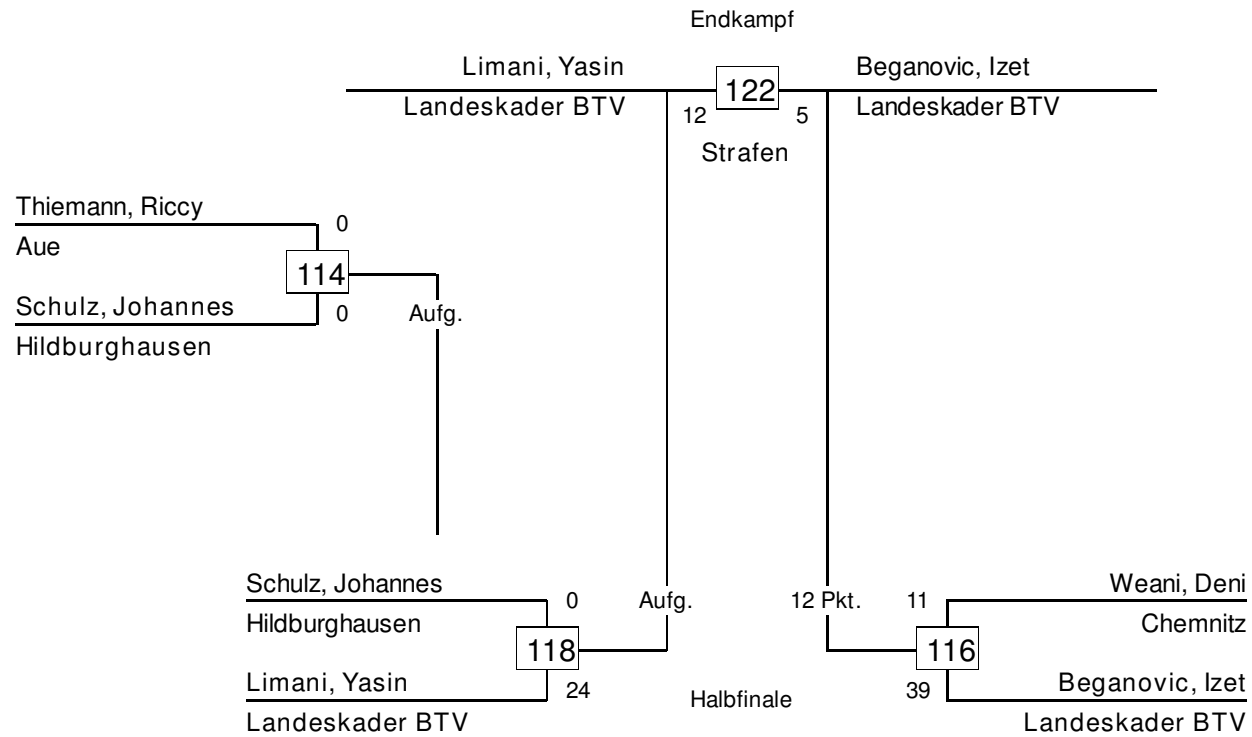 Endkampf
Limani, Yasin
Landeskader BTV
122
Beganovic, Izet
Landeskader BTV
12
5
Strafen
Thiemann, Riccy
Aue
0
114
Schulz, Johannes
Hildburghausen
0
Aufg.
Schulz, Johannes
Hildburghausen
0
Aufg.
118
Limani, Yasin
Landeskader BTV
24
Halbfinale
12 Pkt.
11
Weani, Deni
Chemnitz
116
39
Beganovic, Izet
Landeskader BTV